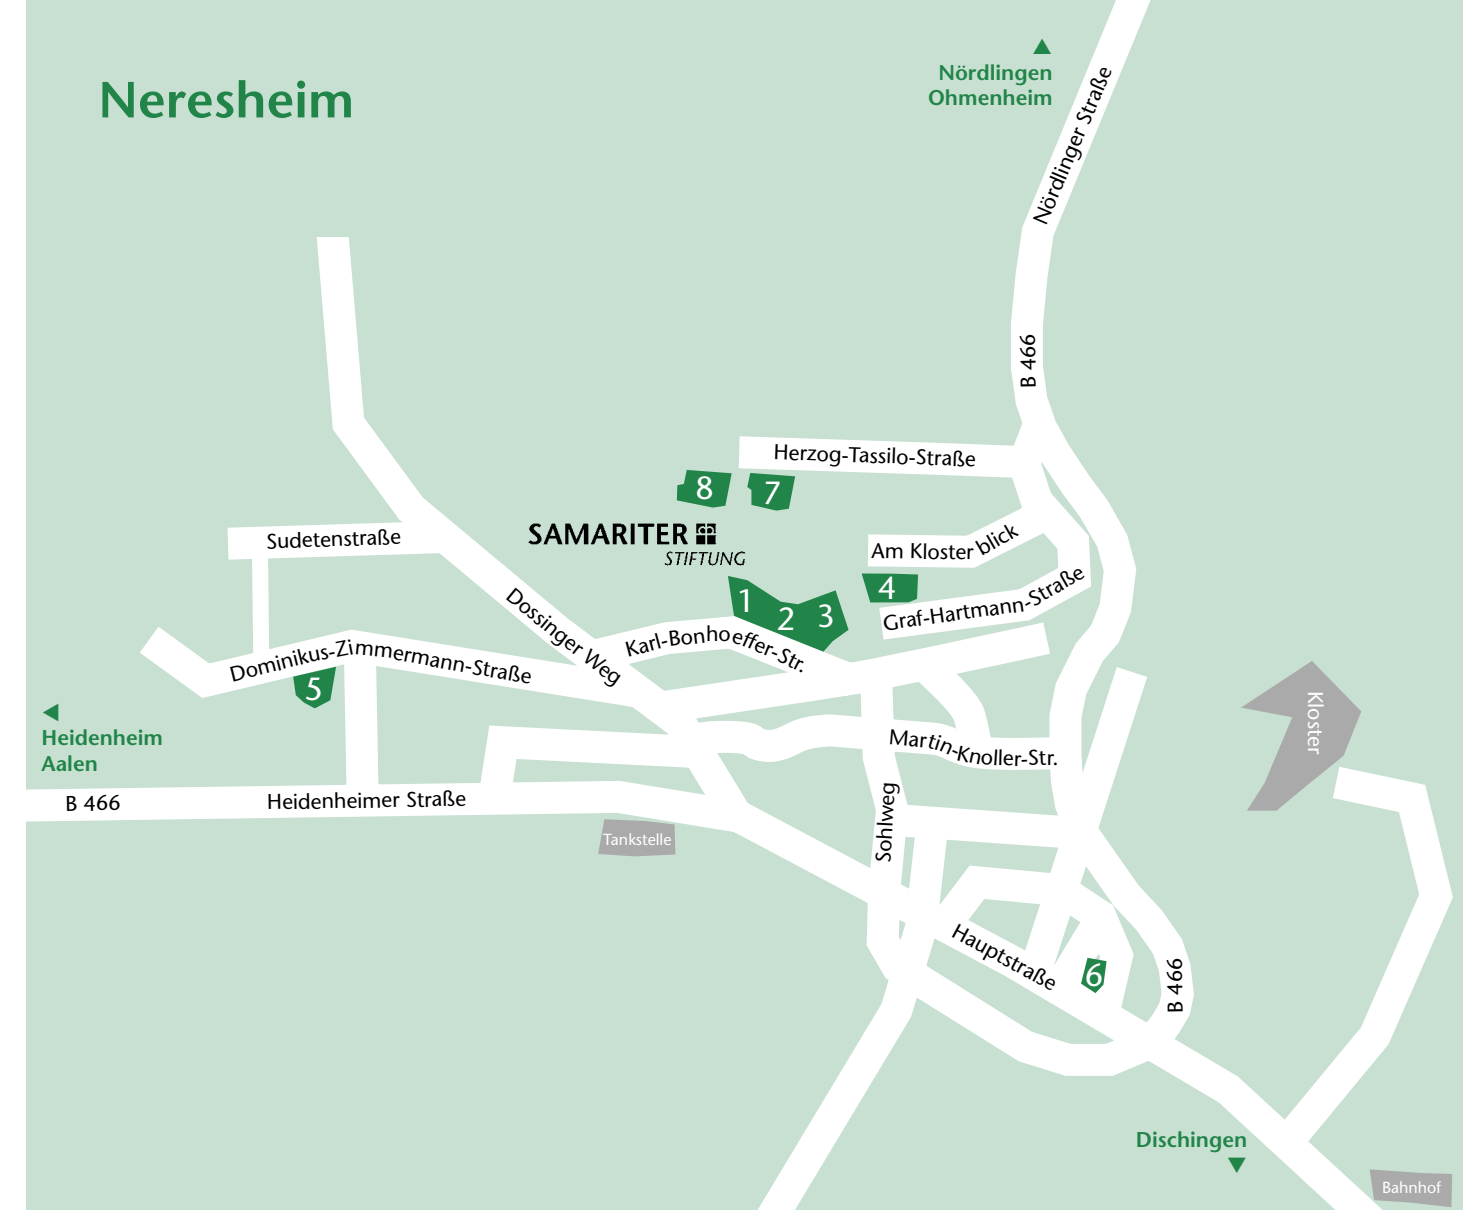 Neresheim
Nördlingen
Ohmenheim
Nördlinger Straße
B 466
Herzog-Tassilo-Straße
8
7
SAMARITER
STIFTUNG
Sudetenstraße
Am Klosterblick
4
Graf-Hartmann-Straße
1
2
3
Dossinger Weg
Karl-Bonhoeffer-Str.
Dominikus-Zimmermann-Straße
5
Kloster
Heidenheim
Aalen
Martin-Knoller-Str.
B 466
Heidenheimer Straße
Tankstelle
Sohlweg
Hauptstraße
6
B 466
Dischingen
Bahnhof